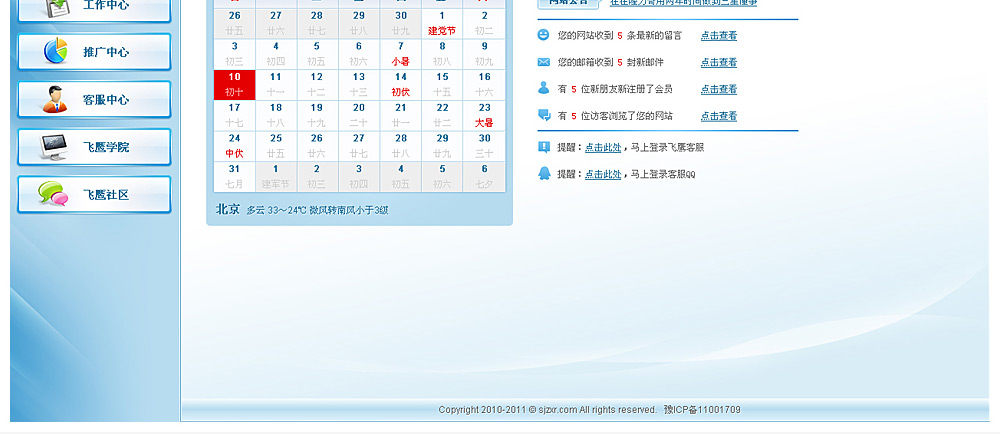 工作中心
推广中心
客服中心
飞鹰学院
飞鹰社区
26 27 28 29 30 1 2
廿五 廿六 廿七 廿八 廿九 建党节 初二
3 4 5 6 7 8 9
初三 初四 初五 初六 小暑 初八 初九
10 11 12 13 14 15 16
初十 十一 十二 十三 初伏 十五 十六
17 18 19 20 21 22 23
十七 十八 十九 二十 廿一 廿二 大暑
24 25 26 27 28 29 30
中伏 廿五 廿六 廿七 廿八 廿九 三十
31 1 2 3 4 5 6
七月 建军节 初三 初四 初五 初六 七夕
北京 多云 33～24℃ 微风转南风小于3级
网站公告
您的网站收到 5 条最新的留言 点击查看
您的邮箱收到 5 封新邮件 点击查看
有 5 位新朋友新注册了会员 点击查看
有 5 位访客浏览了您的网站 点击查看
提醒：点击此处，马上登录飞鹰客服
提醒：点击此处，马上登录客服QQ
Copyright 2010-2011 © sjzxr.com All rights reserved. 豫ICP备11001709